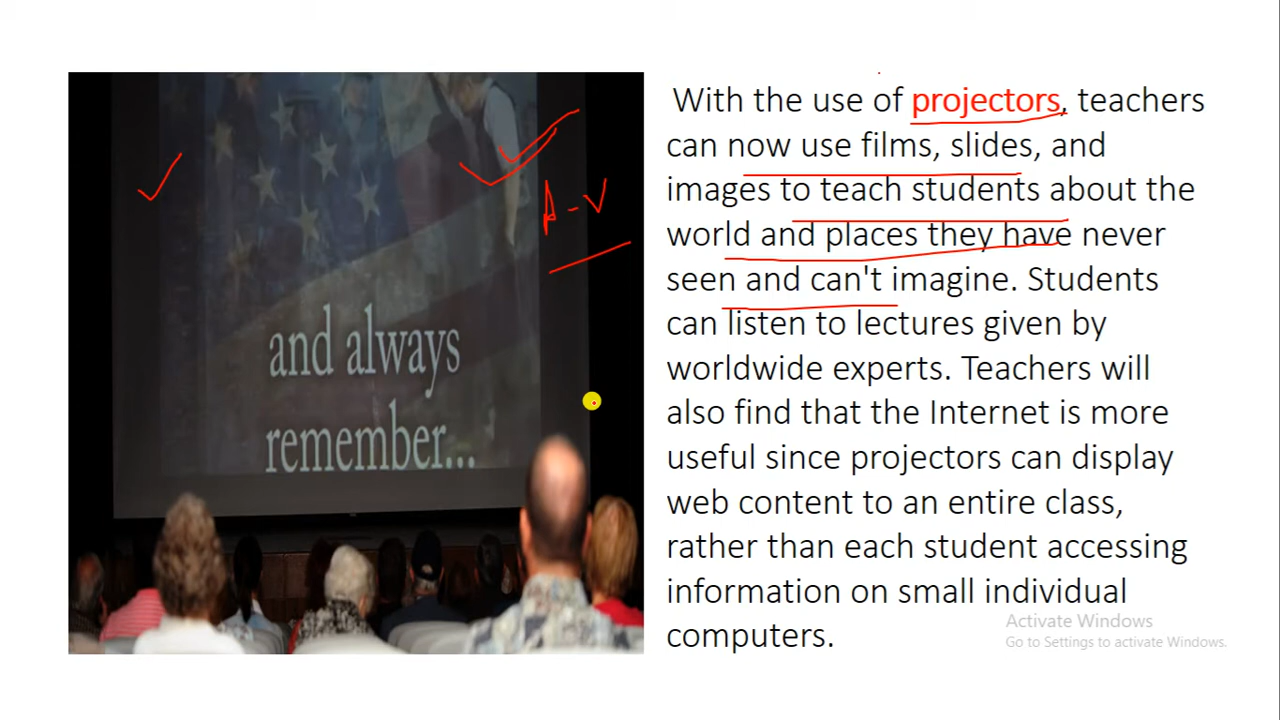 and always
remember...
A-V
With the use of projectors, teachers
can now use films, slides, and
images to teach students about the
world and places they have never
seen and can't imagine. Students
can listen to lectures given by
worldwide experts. Teachers will
also find that the Internet is more
useful since projectors can display
web content to an entire class,
rather than each student accessing
information on small individual
computers.
Activate Windows
Go to Settings to activate Windows.